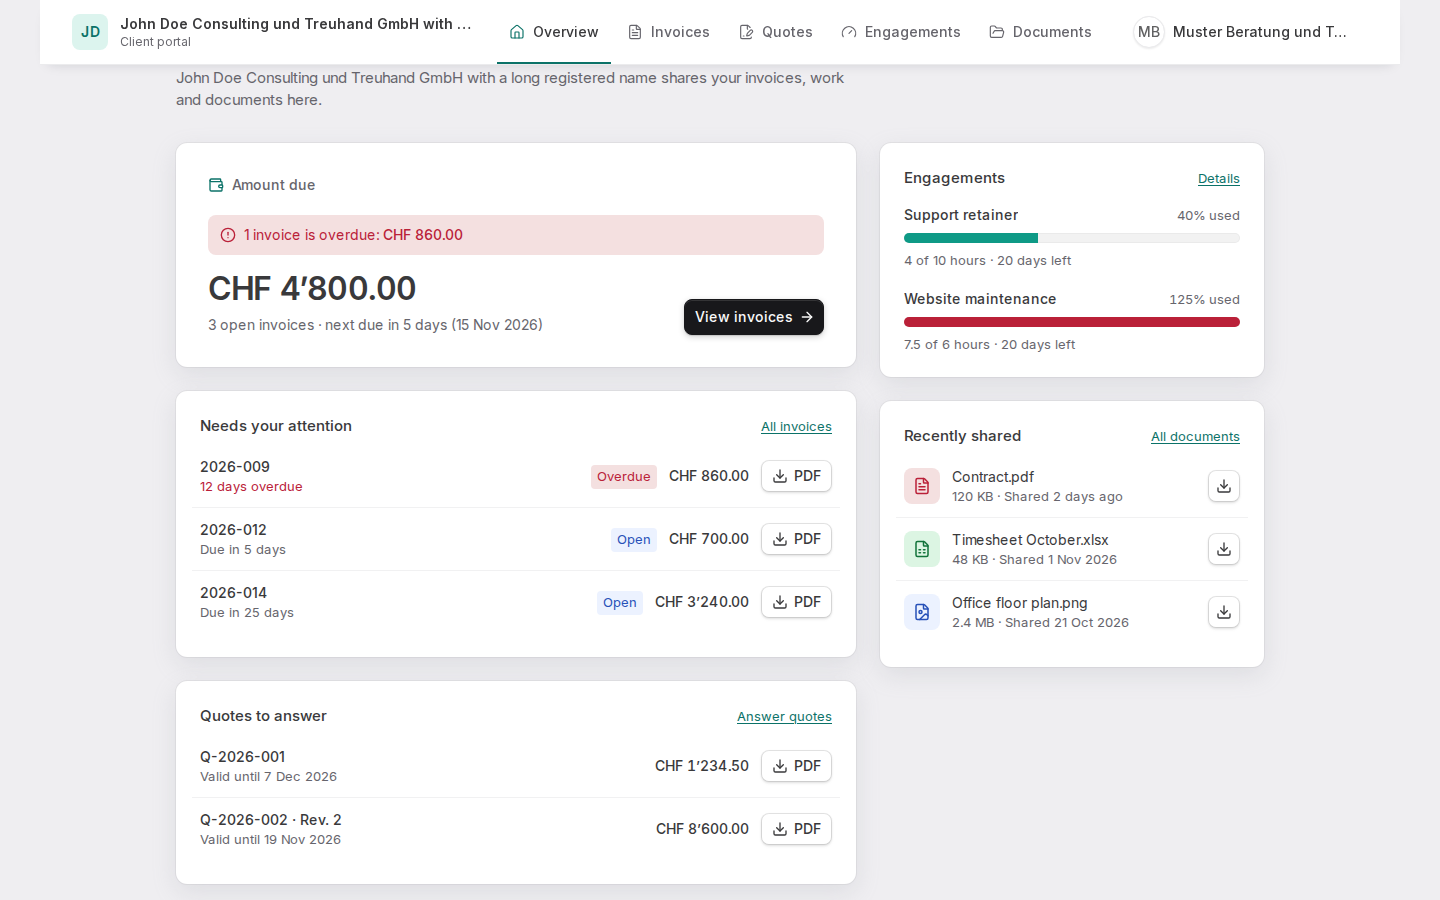 JD
John Doe Consulting und Treuhand GmbH with ...
Client portal
Overview
Invoices
Quotes
Engagements
Documents
MB
Muster Beratung und T...
John Doe Consulting und Treuhand GmbH with a long registered name shares your invoices, work
and documents here.
Amount due
1 invoice is overdue: CHF 860.00
CHF 4’800.00
3 open invoices · next due in 5 days (15 Nov 2026)
View invoices
Needs your attention
All invoices
2026-009
12 days overdue
Overdue
CHF 860.00
PDF
2026-012
Due in 5 days
Open
CHF 700.00
PDF
2026-014
Due in 25 days
Open
CHF 3’240.00
PDF
Quotes to answer
Answer quotes
Q-2026-001
Valid until 7 Dec 2026
CHF 1’234.50
PDF
Q-2026-002 · Rev. 2
Valid until 19 Nov 2026
CHF 8’600.00
PDF
Engagements
Details
Support retainer
40% used
4 of 10 hours · 20 days left
Website maintenance
125% used
7.5 of 6 hours · 20 days left
Recently shared
All documents
Contract.pdf
120 KB · Shared 2 days ago
Timesheet October.xlsx
48 KB · Shared 1 Nov 2026
Office floor plan.png
2.4 MB · Shared 21 Oct 2026